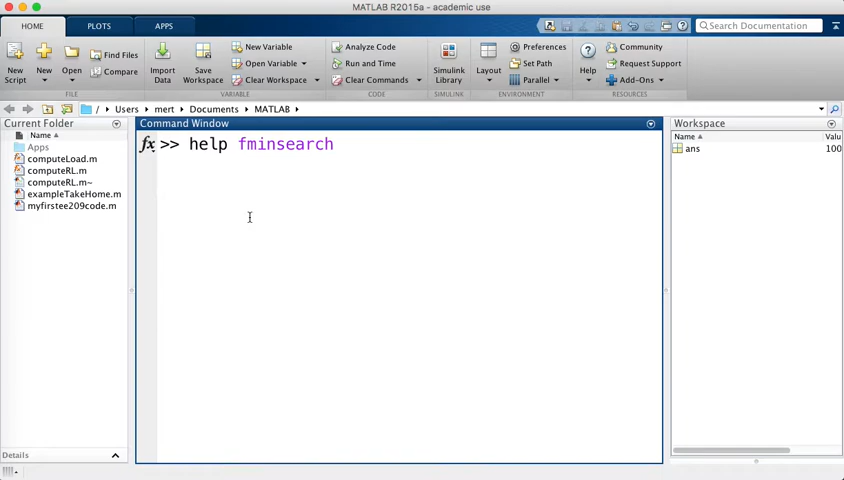 MATLAB R2015a - academic use
HOME PLOTS APPS
Search Documentation
New Script
New
Open
Find Files
Compare
FILE
Import Data
Save Workspace
New Variable
Open Variable
Clear Workspace
VARIABLE
Analyze Code
Run and Time
Clear Commands
CODE
Simulink Library
SIMULINK
Layout
Preferences
Set Path
Parallel
ENVIRONMENT
Help
Community
Request Support
Add-Ons
RESOURCES
/ Users mert Documents MATLAB
Current Folder
Name
Apps
computeLoad.m
computeRL.m
computeRL.m~
exampleTakeHome.m
myfirstee209code.m
Details
Command Window
fx >> help fminsearch
Workspace
Name Valu
ans 100